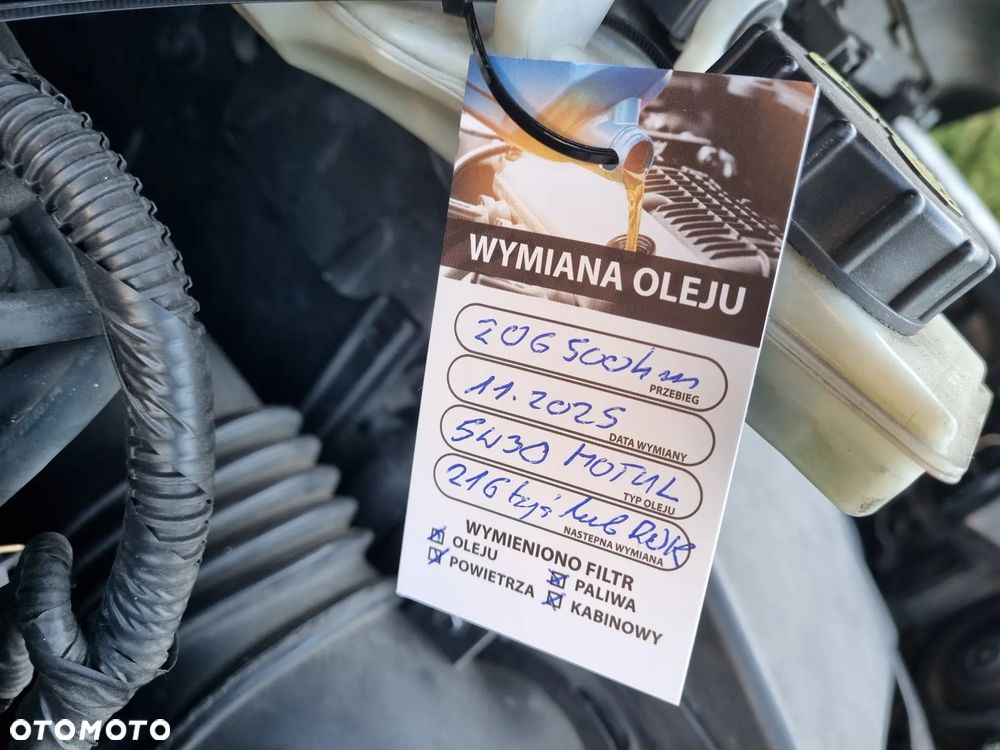 WYMIANA OLEJU
206 500km
PRZEBIEG
11.2025
DATA WYMIANY
5W30 MOTUL
TYP OLEJU
216 tyś lub ROK
NASTĘPNA WYMIANA
WYMIENIONO FILTR
OLEJU
PALIWA
POWIETRZA
KABINOWY
OTOMOTO